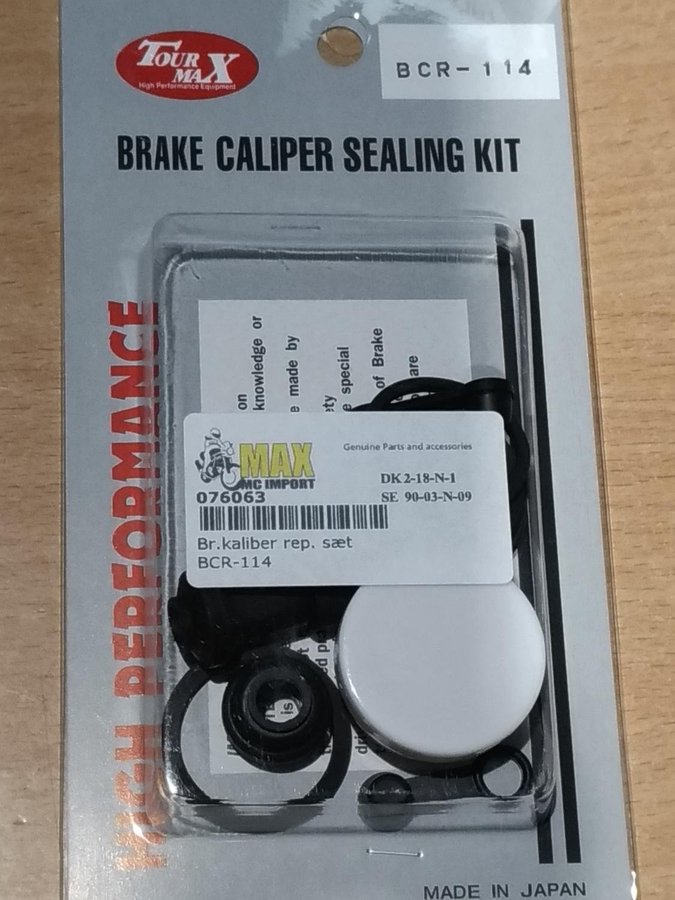 TOUR
MAX
High Performance Equipment
BCR-114
BRAKE CALIPER SEALING KIT
HIGH PERFORMANCE
on
knowledge or
made by
special
of Brake
are
MAX
MC IMPORT
Genuine Parts and accessories
076063
DK 2-18-N-1
SE 90-03-N-09
Br.kaliber rep. sæt
BCR-114
MADE IN JAPAN